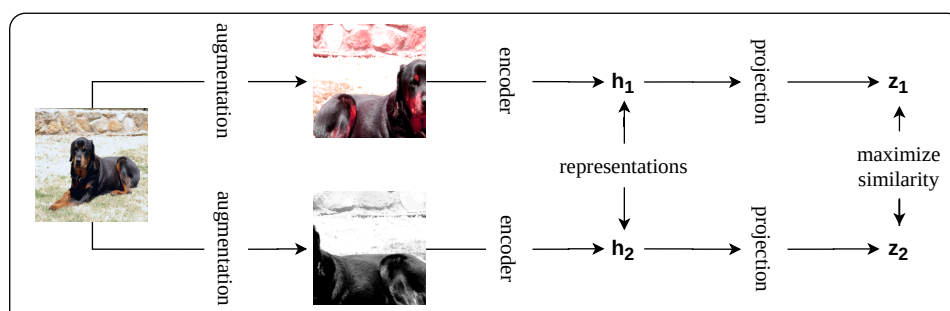 augmentation
encoder
h1
projection
z1
representations
maximize
similarity
augmentation
encoder
h2
projection
z2